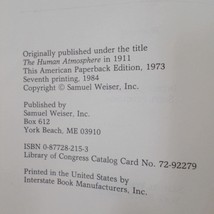 Originally published under the title
The Human Atmosphere in 1911
This American Paperback Edition, 1973
Seventh printing, 1984
Copyright © Samuel Weiser, Inc.
Published by
Samuel Weiser, Inc.
Box 612
York Beach, ME 03910
ISBN 0-87728-215-3
Library of Congress Catalog Card No. 72-92279
Printed in the United States by
Interstate Book Manufacturers, Inc.